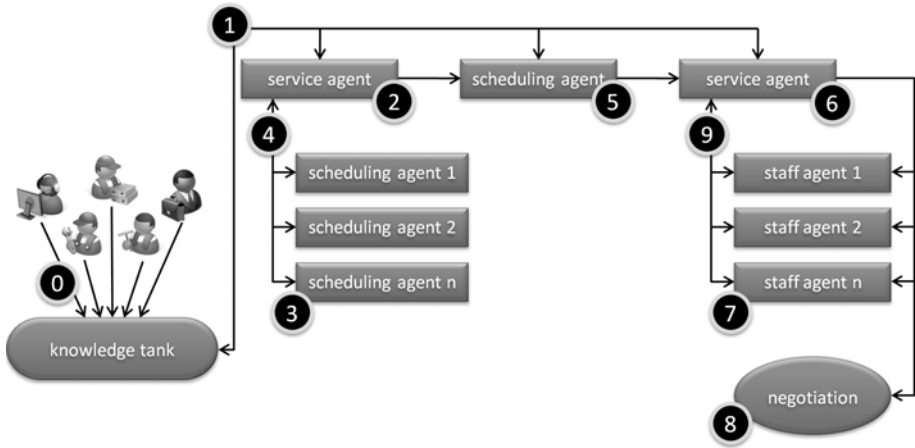 1
service agent
2
scheduling agent
5
service agent
6
4
9
scheduling agent 1
scheduling agent 2
scheduling agent n
3
staff agent 1
staff agent 2
staff agent n
7
0
knowledge tank
negotiation
8